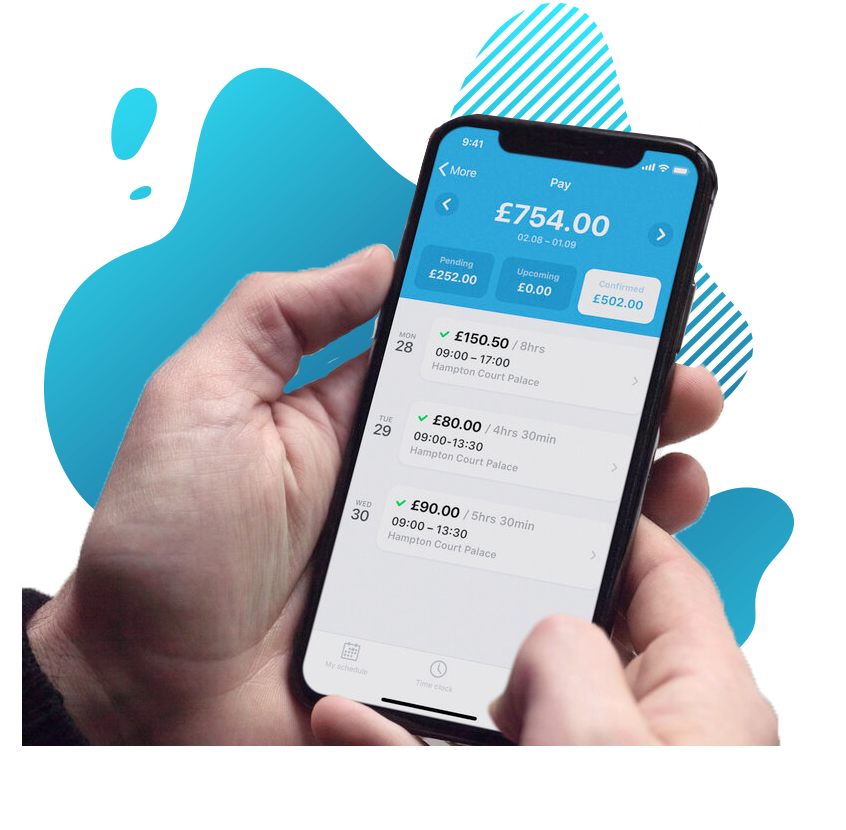 9:41
More
Pay
£754.00
02.08 – 01.09
Pending
£252.00
Upcoming
£0.00
Confirmed
£502.00
MON
28
£150.50 / 8hrs
09:00 – 17:00
Hampton Court Palace
TUE
29
£80.00 / 4hrs 30min
09:00-13:30
Hampton Court Palace
WED
30
£90.00 / 5hrs 30min
09:00 – 13:30
Hampton Court Palace
My schedule
Time clock